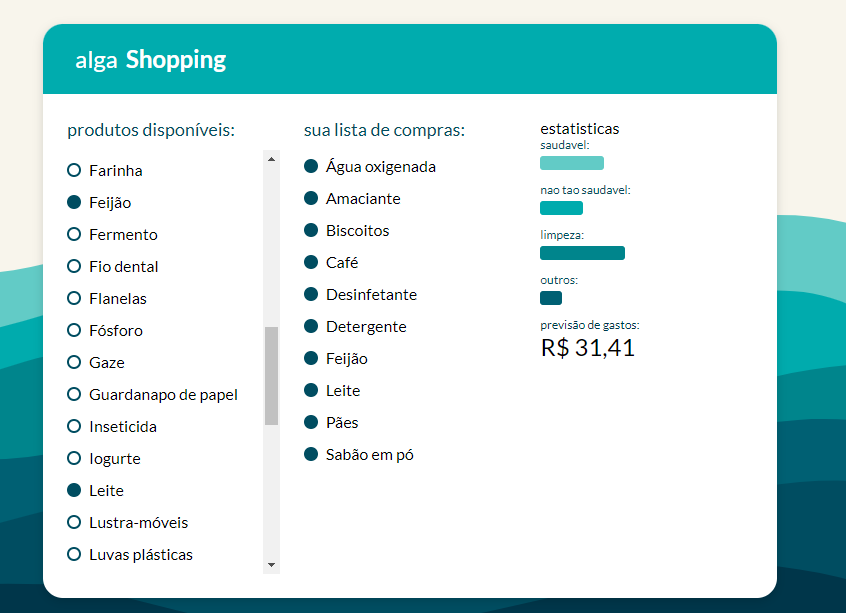 alga Shopping
produtos disponíveis:
Farinha
Feijão
Fermento
Fio dental
Flanelas
Fósforo
Gaze
Guardanapo de papel
Inseticida
Iogurte
Leite
Lustra-móveis
Luvas plásticas
sua lista de compras:
Água oxigenada
Amaciante
Biscoitos
Café
Desinfetante
Detergente
Feijão
Leite
Pães
Sabão em pó
estatisticas
saudavel:
nao tao saudavel:
limpeza:
outros:
previsão de gastos:
R$ 31,41